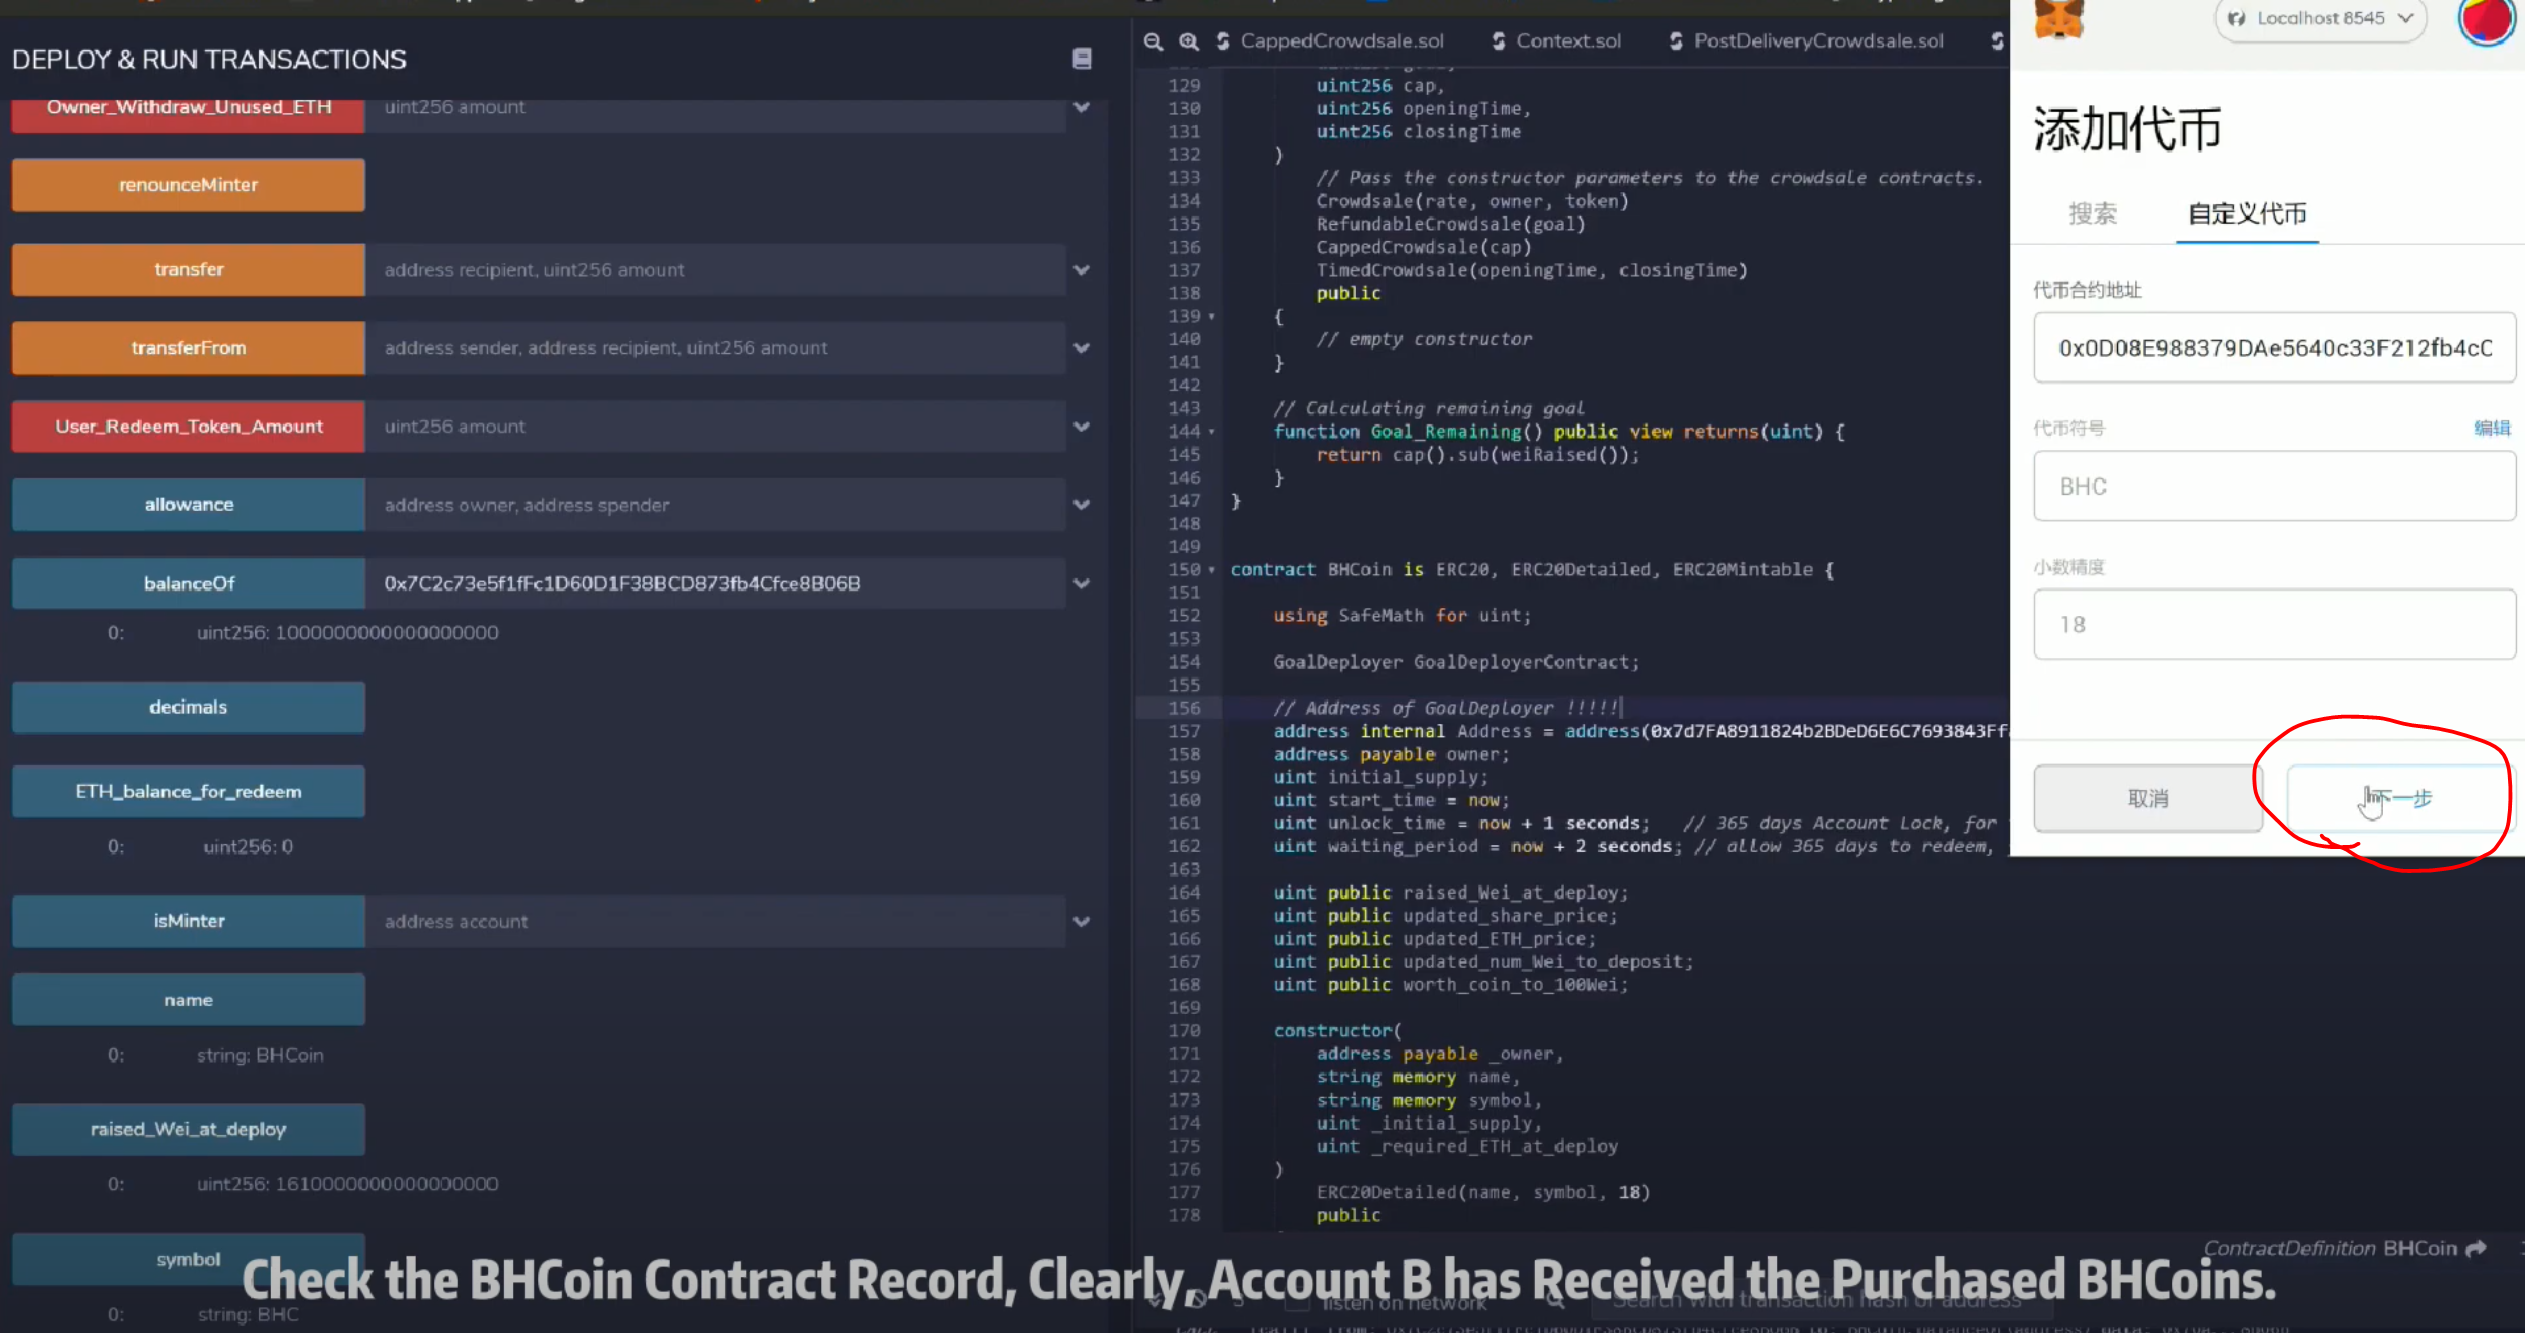 DEPLOY & RUN TRANSACTIONS
Owner_Withdraw_Unused_ETH uint256 amount
renounceMinter
transfer address recipient, uint256 amount
transferFrom address sender, address recipient, uint256 amount
User_Redeem_Token_Amount uint256 amount
allowance address owner, address spender
balanceOf 0x7C2c73e5f1fFc1D60D1F38BCD873fb4Cfce8B06B
0: uint256: 1000000000000000000
decimals
ETH_balance_for_redeem
0: uint256: 0
isMinter address account
name
0: string: BHCoin
raised_Wei_at_deploy
0: uint256: 1610000000000000000
symbol
0: string: BHC
CappedCrowdsale.sol Context.sol PostDeliveryCrowdsale.sol
129 uint256 cap,
130 uint256 openingTime,
131 uint256 closingTime
132 )
133 // Pass the constructor parameters to the crowdsale contracts.
134 Crowdsale(rate, owner, token)
135 RefundableCrowdsale(goal)
136 CappedCrowdsale(cap)
137 TimedCrowdsale(openingTime, closingTime)
138 public
139 {
140 // empty constructor
141 }
142
143 // Calculating remaining goal
144 function Goal_Remaining() public view returns(uint) {
145 return cap().sub(weiRaised());
146 }
147 }
148
149
150 contract BHCoin is ERC20, ERC20Detailed, ERC20Mintable {
151
152 using SafeMath for uint;
153
154 GoalDeployer GoalDeployerContract;
155
156 // Address of GoalDeployer !!!!!
157 address internal Address = address(0x7d7FA8911824b2BDeD6E6C7693843Ff
158 address payable owner;
159 uint initial_supply;
160 uint start_time = now;
161 uint unlock_time = now + 1 seconds; // 365 days Account Lock, for
162 uint waiting_period = now + 2 seconds; // allow 365 days to redeem,
163
164 uint public raised_Wei_at_deploy;
165 uint public updated_share_price;
166 uint public updated_ETH_price;
167 uint public updated_num_Wei_to_deposit;
168 uint public worth_coin_to_100Wei;
169
170 constructor(
171 address payable _owner,
172 string memory name,
173 string memory symbol,
174 uint _initial_supply,
175 uint _required_ETH_at_deploy
176 )
177 ERC20Detailed(name, symbol, 18)
178 public
ContractDefinition BHCoin
listen on network Search with transaction hash or address
Localhost 8545
添加代币
搜索 自定义代币
代币合约地址
0x0D08E988379DAe5640c33F212fb4cC
代币符号 编辑
BHC
小数精度
18
取消 下一步
Check the BHCoin Contract Record, Clearly, Account B has Received the Purchased BHCoins.